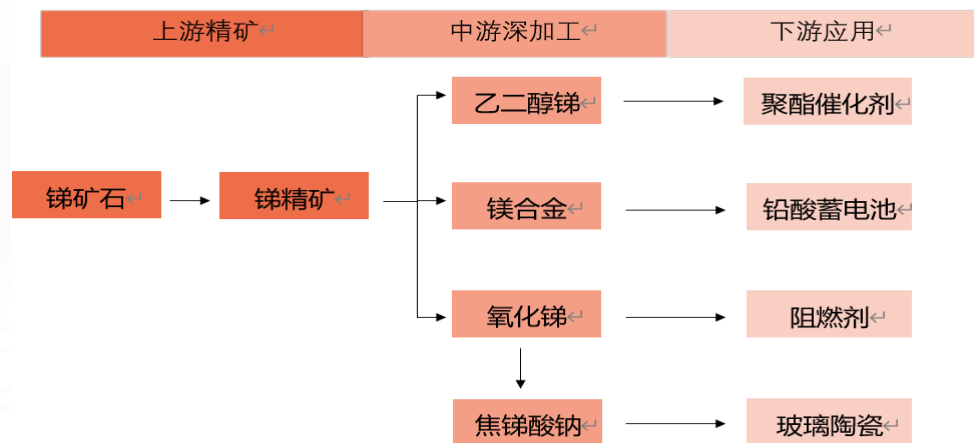 上游精矿↵
中游深加工↵
下游应用↵
乙二醇锑↵
聚酯催化剂↵
锑矿石↵
锑精矿↵
镁合金↵
铅酸蓄电池↵
氧化锑↵
阻燃剂↵
焦锑酸钠↵
玻璃陶瓷↵